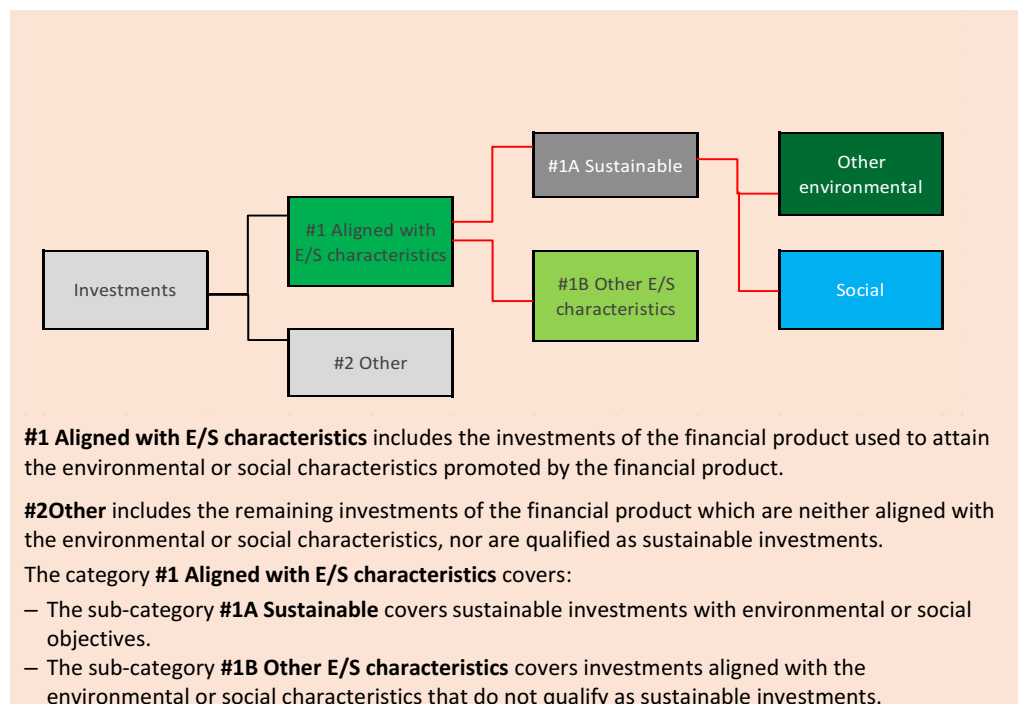 #1A Sustainable
Other
environmental
#1 Aligned with
E/S characteristics
Investments
#1B Other E/S
characteristics
Social
#2 Other
#1 Aligned with E/S characteristics includes the investments of the financial product used to attain
the environmental or social characteristics promoted by the financial product.
#2Other includes the remaining investments of the financial product which are neither aligned with
the environmental or social characteristics, nor are qualified as sustainable investments.
The category #1 Aligned with E/S characteristics covers:
– The sub-category #1A Sustainable covers sustainable investments with environmental or social
objectives.
– The sub-category #1B Other E/S characteristics covers investments aligned with the
environmental or social characteristics that do not qualify as sustainable investments.